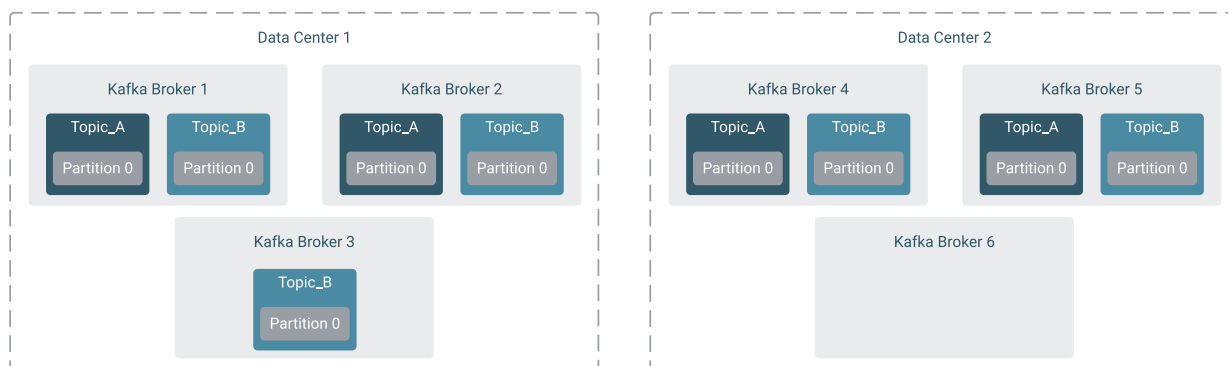 Data Center 1
Kafka Broker 1
Topic_A
Partition 0
Topic_B
Partition 0
Kafka Broker 2
Topic_A
Partition 0
Topic_B
Partition 0
Kafka Broker 3
Topic_B
Partition 0
Data Center 2
Kafka Broker 4
Topic_A
Partition 0
Topic_B
Partition 0
Kafka Broker 5
Topic_A
Partition 0
Topic_B
Partition 0
Kafka Broker 6